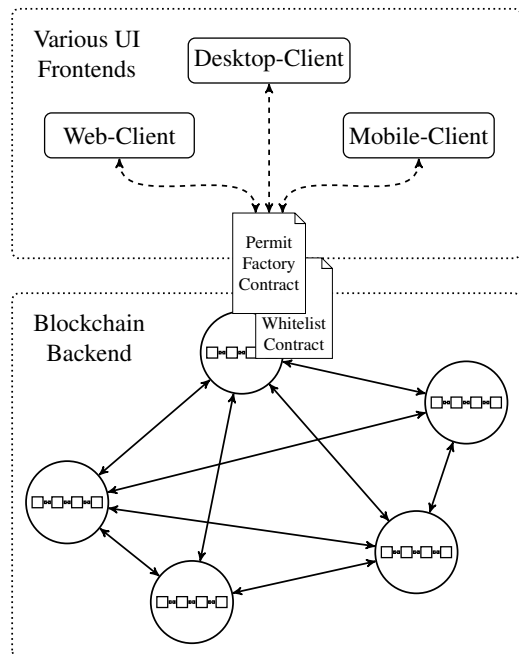 Various UI
Frontends
Desktop-Client
Web-Client
Mobile-Client
Permit
Factory
Contract
Whitelist
Contract
Blockchain
Backend